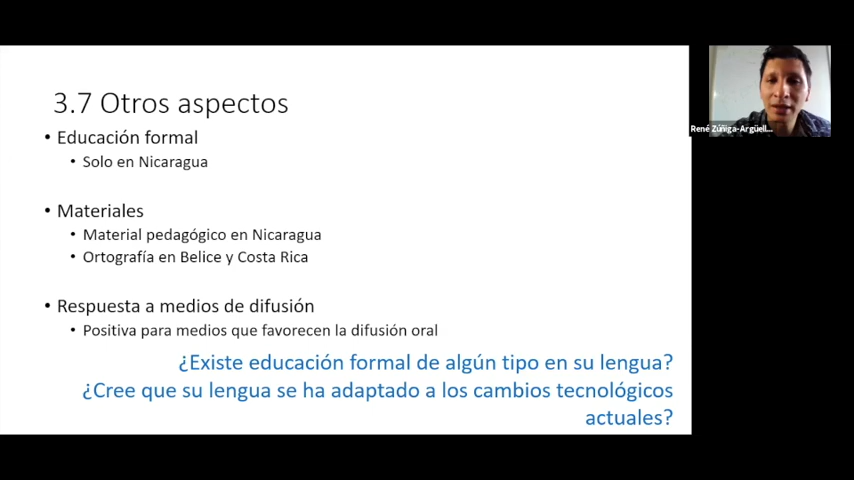 3.7 Otros aspectos
• Educación formal
• Solo en Nicaragua
• Materiales
• Material pedagógico en Nicaragua
• Ortografía en Belice y Costa Rica
• Respuesta a medios de difusión
• Positiva para medios que favorecen la difusión oral
¿Existe educación formal de algún tipo en su lengua?
¿Cree que su lengua se ha adaptado a los cambios tecnológicos
actuales?
René Zúñiga-Argüell...